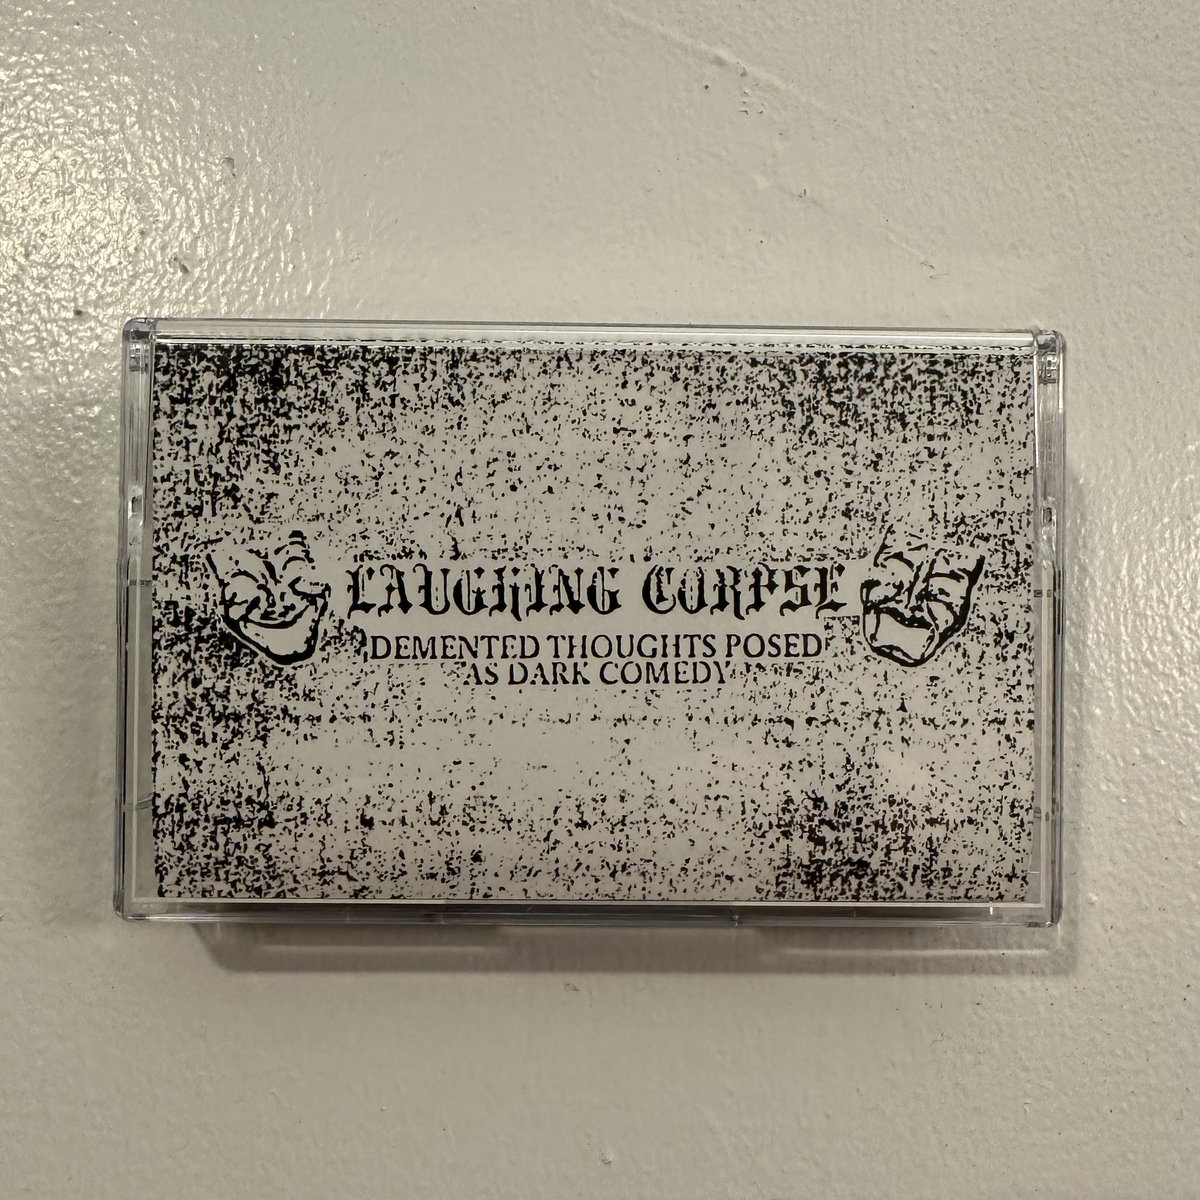 LAUGHING CORPSE
DEMENTED THOUGHTS POSED
AS DARK COMEDY